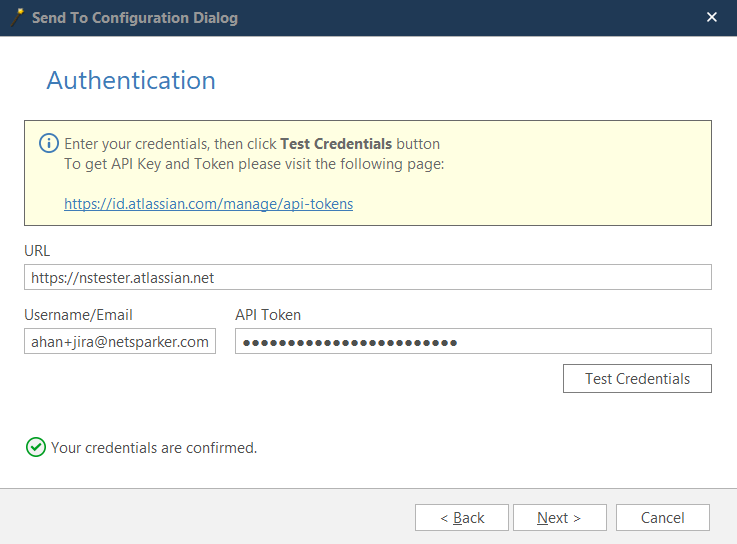 Send To Configuration Dialog
Authentication
Enter your credentials, then click Test Credentials button
To get API Key and Token please visit the following page:
https://id.atlassian.com/manage/api-tokens
URL
https://nstester.atlassian.net
Username/Email
API Token
ahan+jira@netsparker.com
●●●●●●●●●●●●●●●●●●●●●●●●
Test Credentials
Your credentials are confirmed.
< Back
Next >
Cancel